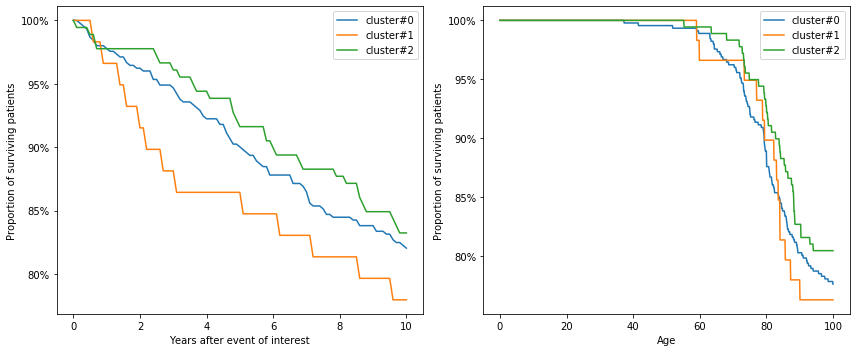 Proportion of surviving patients
100%
95%
90%
85%
80%
0
2
4
6
8
10
Years after event of interest
cluster#0
cluster#1
cluster#2
Proportion of surviving patients
100%
95%
90%
85%
80%
0
20
40
60
80
100
Age
cluster#0
cluster#1
cluster#2